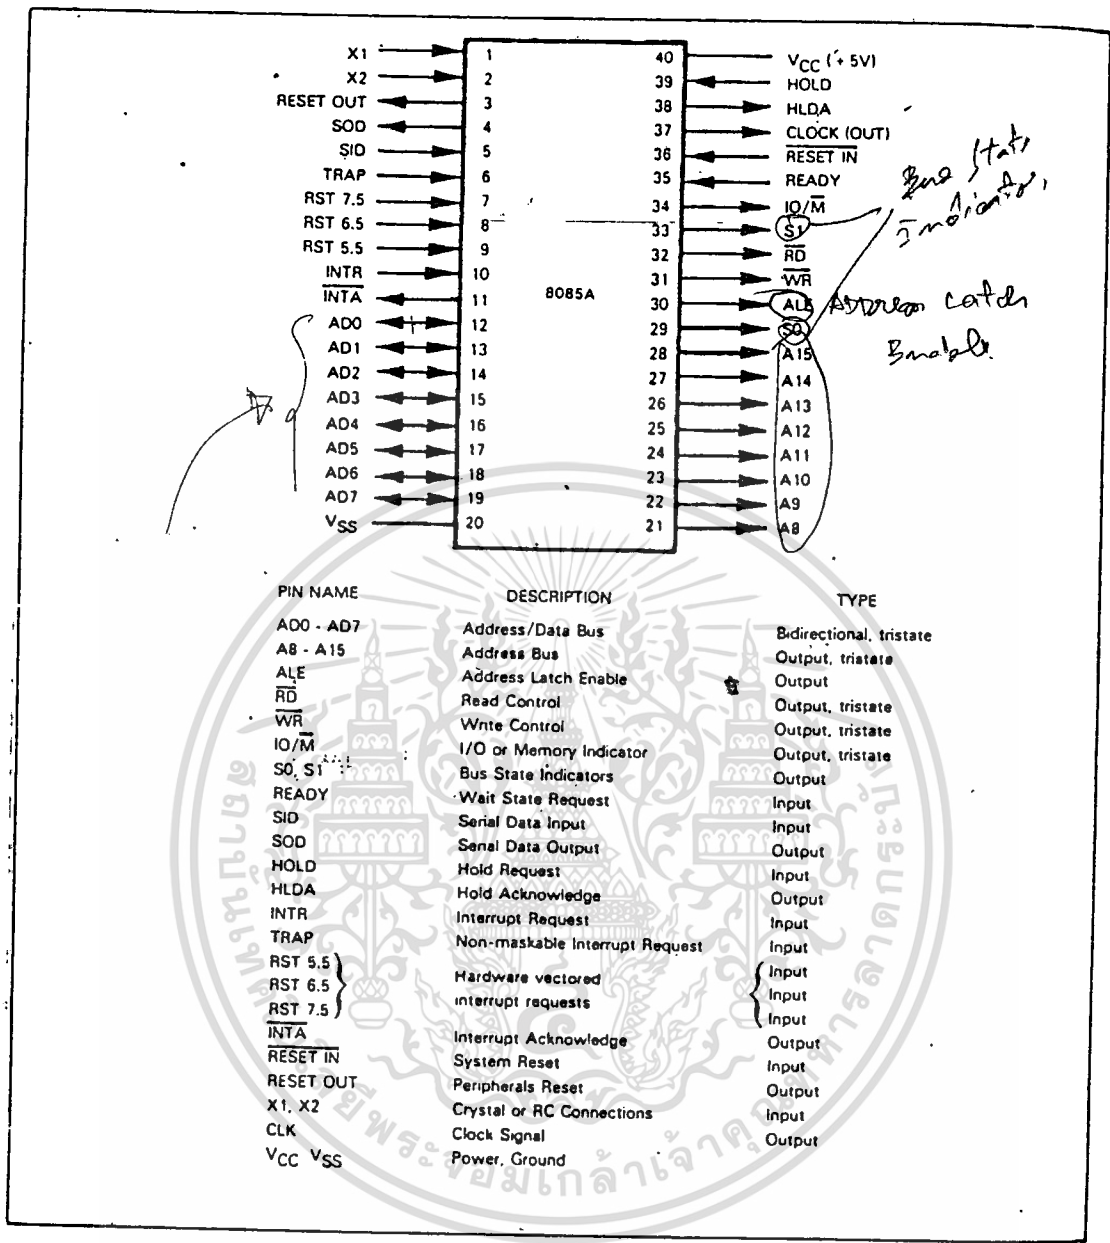 X1 1 40 VCC (+ 5V)
X2 2 39 HOLD
RESET OUT 3 38 HLDA
SOD 4 37 CLOCK (OUT)
SID 5 36 RESET IN
TRAP 6 35 READY
RST 7.5 7 34 IO/M
RST 6.5 8 33 S1
RST 5.5 9 32 RD
INTR 10 31 WR
INTA 11 30 ALE
AD0 12 29 S0
AD1 13 28 A15
AD2 14 27 A14
AD3 15 26 A13
AD4 16 25 A12
AD5 17 24 A11
AD6 18 23 A10
AD7 19 22 A9
VSS 20 21 A8
8085A
Indicator
Address Latch
Enable
PIN NAME DESCRIPTION TYPE
AD0 - AD7 Address/Data Bus Bidirectional, tristate
A8 - A15 Address Bus Output, tristate
ALE Address Latch Enable Output
RD Read Control Output, tristate
WR Write Control Output, tristate
IO/M I/O or Memory Indicator Output, tristate
S0, S1 Bus State Indicators Output
READY Wait State Request Input
SID Serial Data Input Input
SOD Serial Data Output Output
HOLD Hold Request Input
HLDA Hold Acknowledge Output
INTR Interrupt Request Input
TRAP Non-maskable Interrupt Request Input
RST 5.5 Input
RST 6.5 Hardware vectored interrupt requests Input
RST 7.5 Input
INTA Interrupt Acknowledge Output
RESET IN System Reset Input
RESET OUT Peripherals Reset Output
X1, X2 Crystal or RC Connections Input
CLK Clock Signal Output
VCC VSS Power, Ground